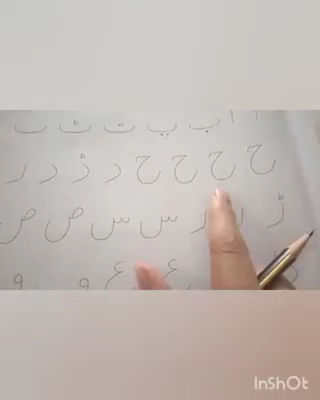 ا ا ب پ ت ٹ
ح ح ح ح د ڈ د ر
ڑ ر ر س س ص ص
ع ع
InShOt